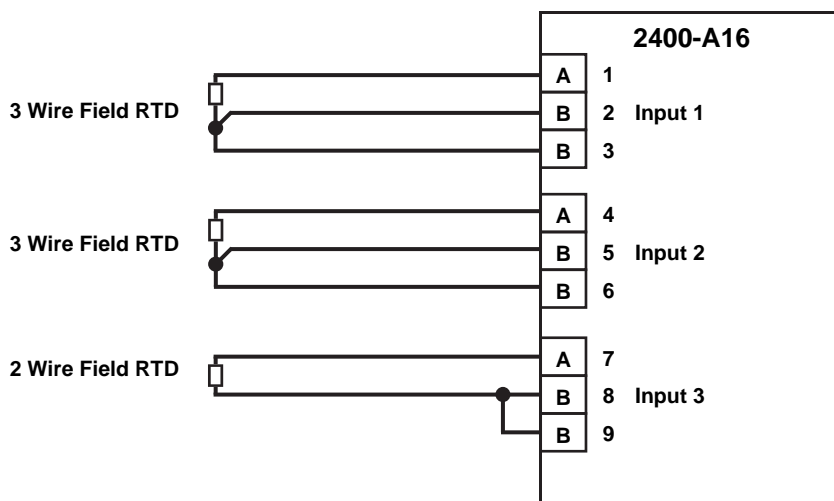 2400-A16
A 1
3 Wire Field RTD B 2 Input 1
B 3
A 4
3 Wire Field RTD B 5 Input 2
B 6
A 7
2 Wire Field RTD B 8 Input 3
B 9